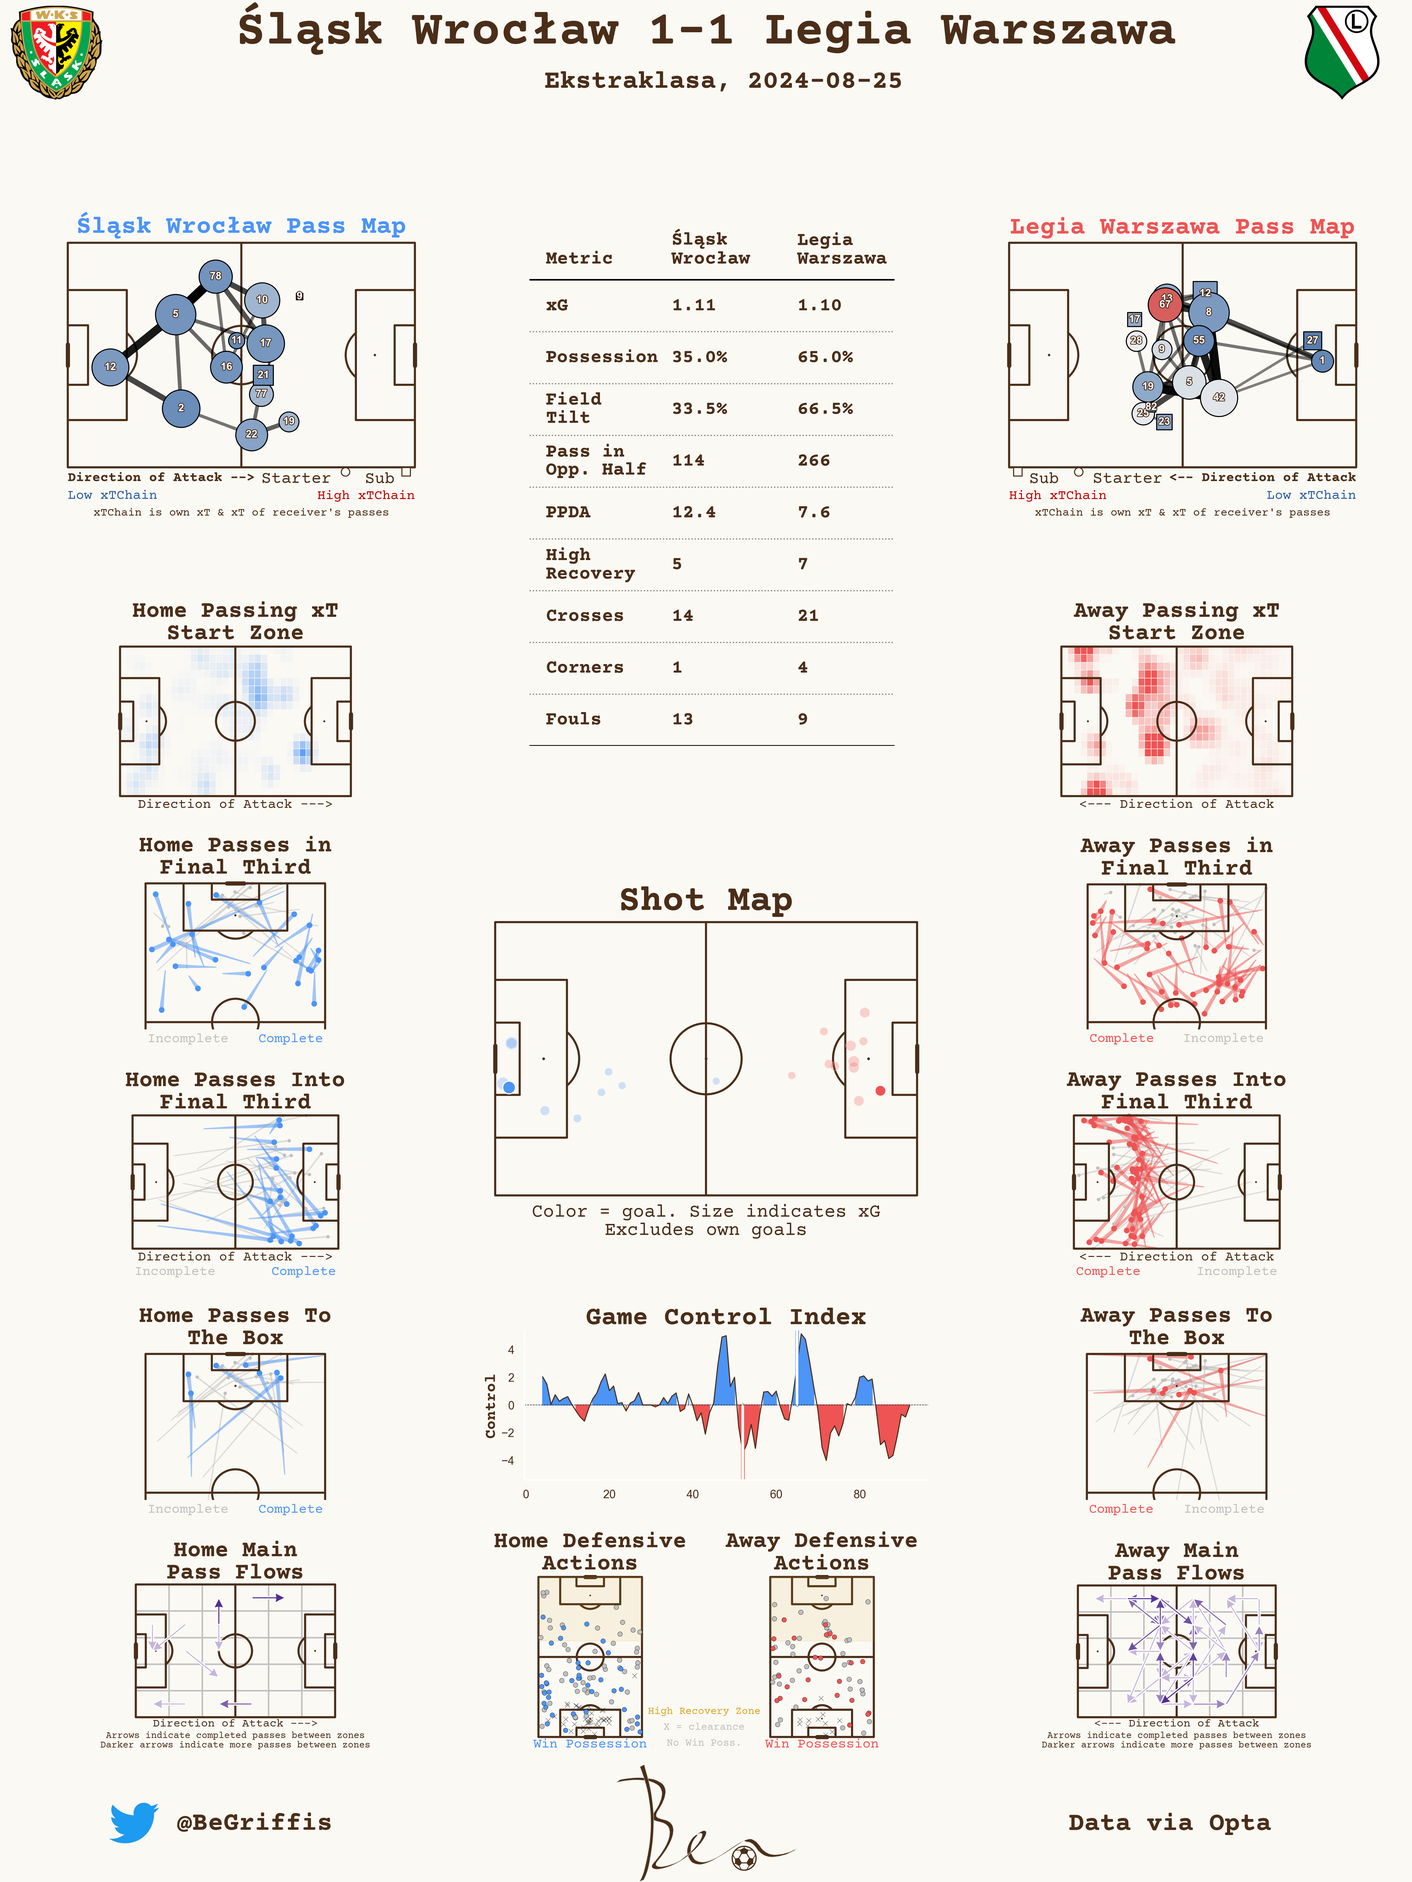 Śląsk Wrocław 1-1 Legia Warszawa
Ekstraklasa, 2024-08-25
W·K·S
ŚLĄSK
L
Śląsk Wrocław Pass Map
78
5
10
9
11
17
12
16
21
77
2
19
22
Direction of Attack --> Starter Sub
Low xTChain High xTChain
xTChain is own xT & xT of receiver's passes
Metric Śląsk Wrocław Legia Warszawa
xG 1.11 1.10
Possession 35.0% 65.0%
Field Tilt 33.5% 66.5%
Pass in Opp. Half 114 266
PPDA 12.4 7.6
High Recovery 5 7
Crosses 14 21
Corners 1 4
Fouls 13 9
Legia Warszawa Pass Map
13
67
12
17
8
28
9
55
27
1
19
5
42
82
25
23
Sub Starter <-- Direction of Attack
High xTChain Low xTChain
xTChain is own xT & xT of receiver's passes
Home Passing xT
Start Zone
Direction of Attack --->
Away Passing xT
Start Zone
<--- Direction of Attack
Home Passes in
Final Third
Incomplete Complete
Away Passes in
Final Third
Complete Incomplete
Shot Map
Color = goal. Size indicates xG
Excludes own goals
Home Passes Into
Final Third
Direction of Attack --->
Incomplete Complete
Away Passes Into
Final Third
<--- Direction of Attack
Complete Incomplete
Home Passes To
The Box
Incomplete Complete
Game Control Index
Control
4
2
0
−2
−4
0 20 40 60 80
Away Passes To
The Box
Complete Incomplete
Home Main
Pass Flows
Direction of Attack --->
Arrows indicate completed passes between zones
Darker arrows indicate more passes between zones
Home Defensive
Actions
Win Possession
High Recovery Zone
X = clearance
No Win Poss.
Away Defensive
Actions
Win Possession
Away Main
Pass Flows
<--- Direction of Attack
Arrows indicate completed passes between zones
Darker arrows indicate more passes between zones
@BeGriffis
Ben
Data via Opta